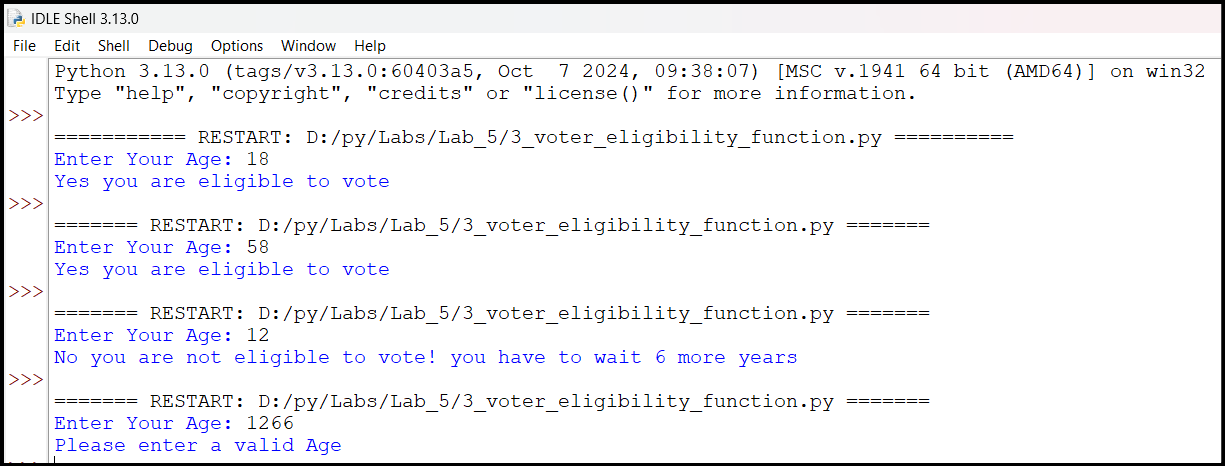 IDLE Shell 3.13.0
File Edit Shell Debug Options Window Help
Python 3.13.0 (tags/v3.13.0:60403a5, Oct  7 2024, 09:38:07) [MSC v.1941 64 bit (AMD64)] on win32
Type "help", "copyright", "credits" or "license()" for more information.
>>>
=========== RESTART: D:/py/Labs/Lab_5/3_voter_eligibility_function.py ==========
Enter Your Age: 18
Yes you are eligible to vote
>>>
======= RESTART: D:/py/Labs/Lab_5/3_voter_eligibility_function.py =======
Enter Your Age: 58
Yes you are eligible to vote
>>>
======= RESTART: D:/py/Labs/Lab_5/3_voter_eligibility_function.py =======
Enter Your Age: 12
No you are not eligible to vote! you have to wait 6 more years
>>>
======= RESTART: D:/py/Labs/Lab_5/3_voter_eligibility_function.py =======
Enter Your Age: 1266
Please enter a valid Age